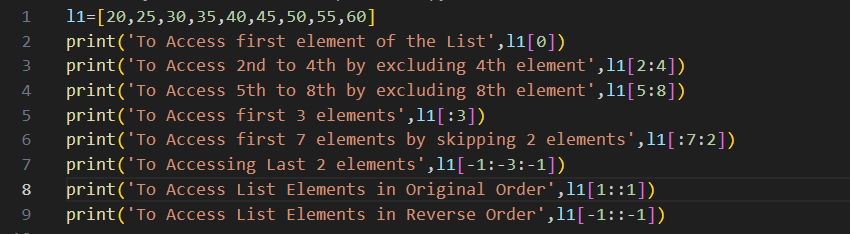 1 l1=[20,25,30,35,40,45,50,55,60]
2 print('To Access first element of the List',l1[0])
3 print('To Access 2nd to 4th by excluding 4th element',l1[2:4])
4 print('To Access 5th to 8th by excluding 8th element',l1[5:8])
5 print('To Access first 3 elements',l1[:3])
6 print('To Access first 7 elements by skipping 2 elements',l1[:7:2])
7 print('To Accessing Last 2 elements',l1[-1:-3:-1])
8 print('To Access List Elements in Original Order',l1[1::1])
9 print('To Access List Elements in Reverse Order',l1[-1::-1])